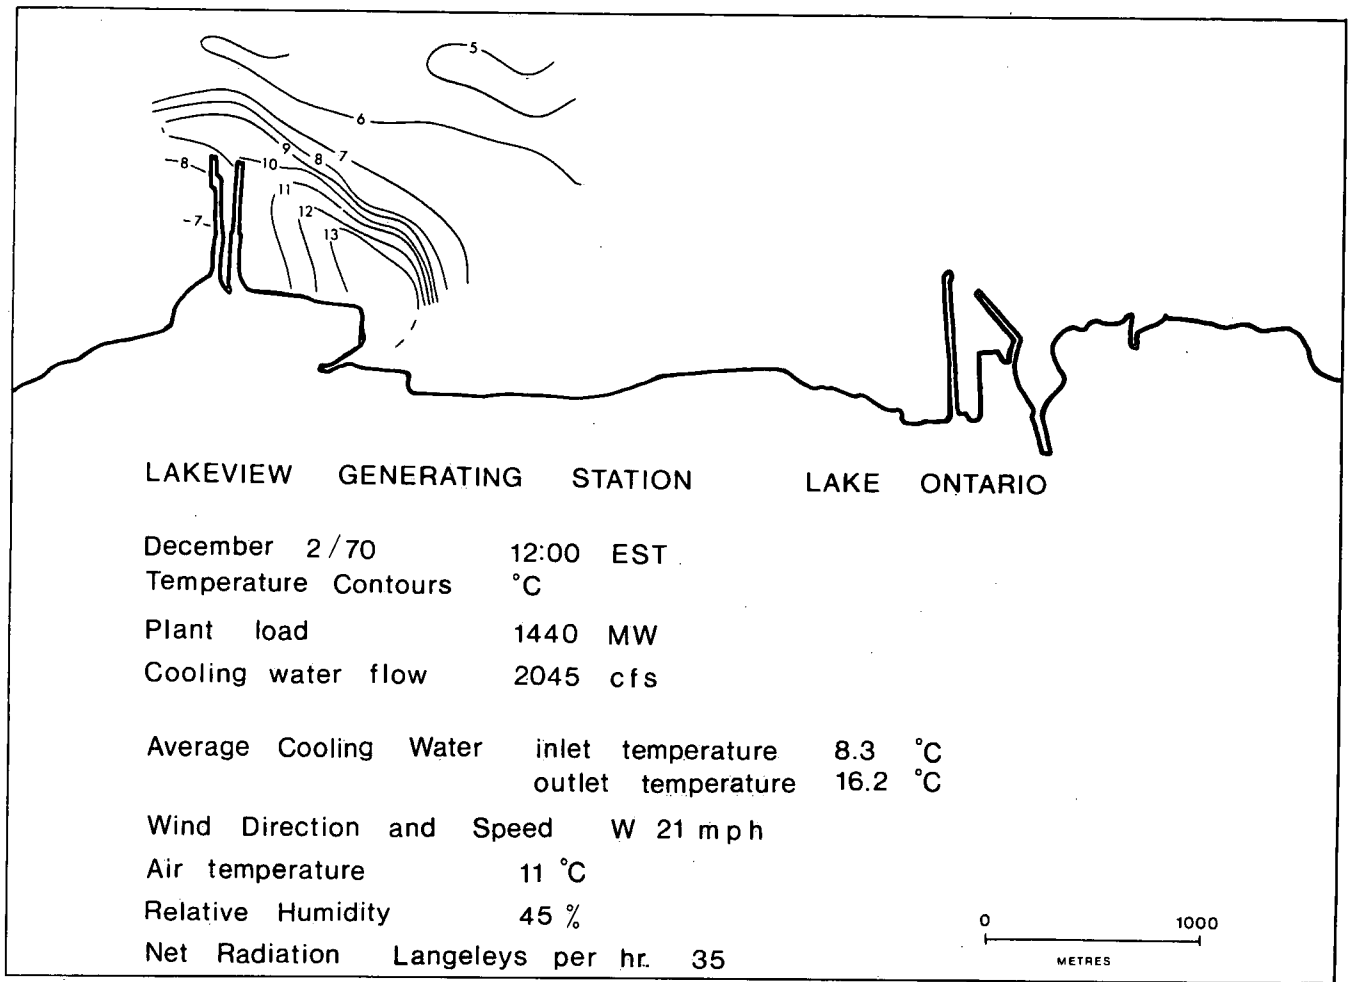 5
6
7
8
9
10
8
11
12
7
13
LAKEVIEW GENERATING STATION LAKE ONTARIO
December 2/70 12:00 EST
Temperature Contours °C
Plant load 1440 MW
Cooling water flow 2045 cfs
Average Cooling Water inlet temperature 8.3 °C
outlet temperature 16.2 °C
Wind Direction and Speed W 21 mph
Air temperature 11 °C
Relative Humidity 45 %
Net Radiation Langeleys per hr. 35
0 1000
METRES